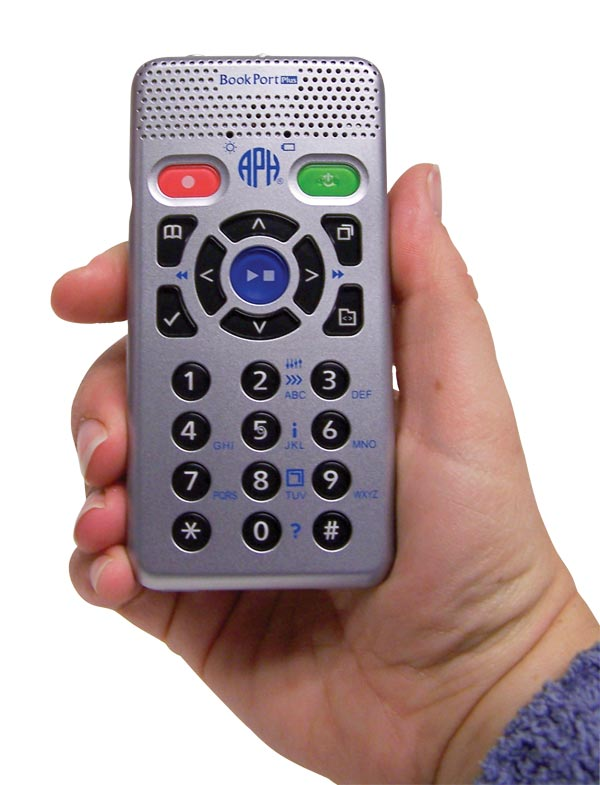 BookPort Plus
APH®
1 2 3
ABC DEF
4 5 6
GHI JKL MNO
7 8 9
PQRS TUV WXYZ
* 0 ? #